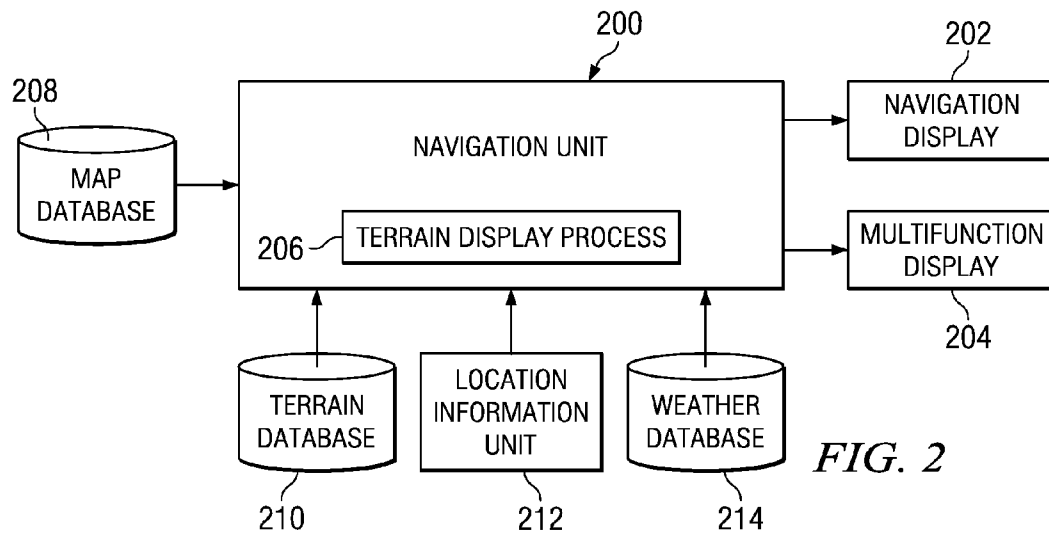 200
202
208
NAVIGATION
DISPLAY
NAVIGATION UNIT
MAP
DATABASE
206
TERRAIN DISPLAY PROCESS
MULTIFUNCTION
DISPLAY
204
TERRAIN
DATABASE
LOCATION
INFORMATION
UNIT
WEATHER
DATABASE
FIG. 2
210
212
214